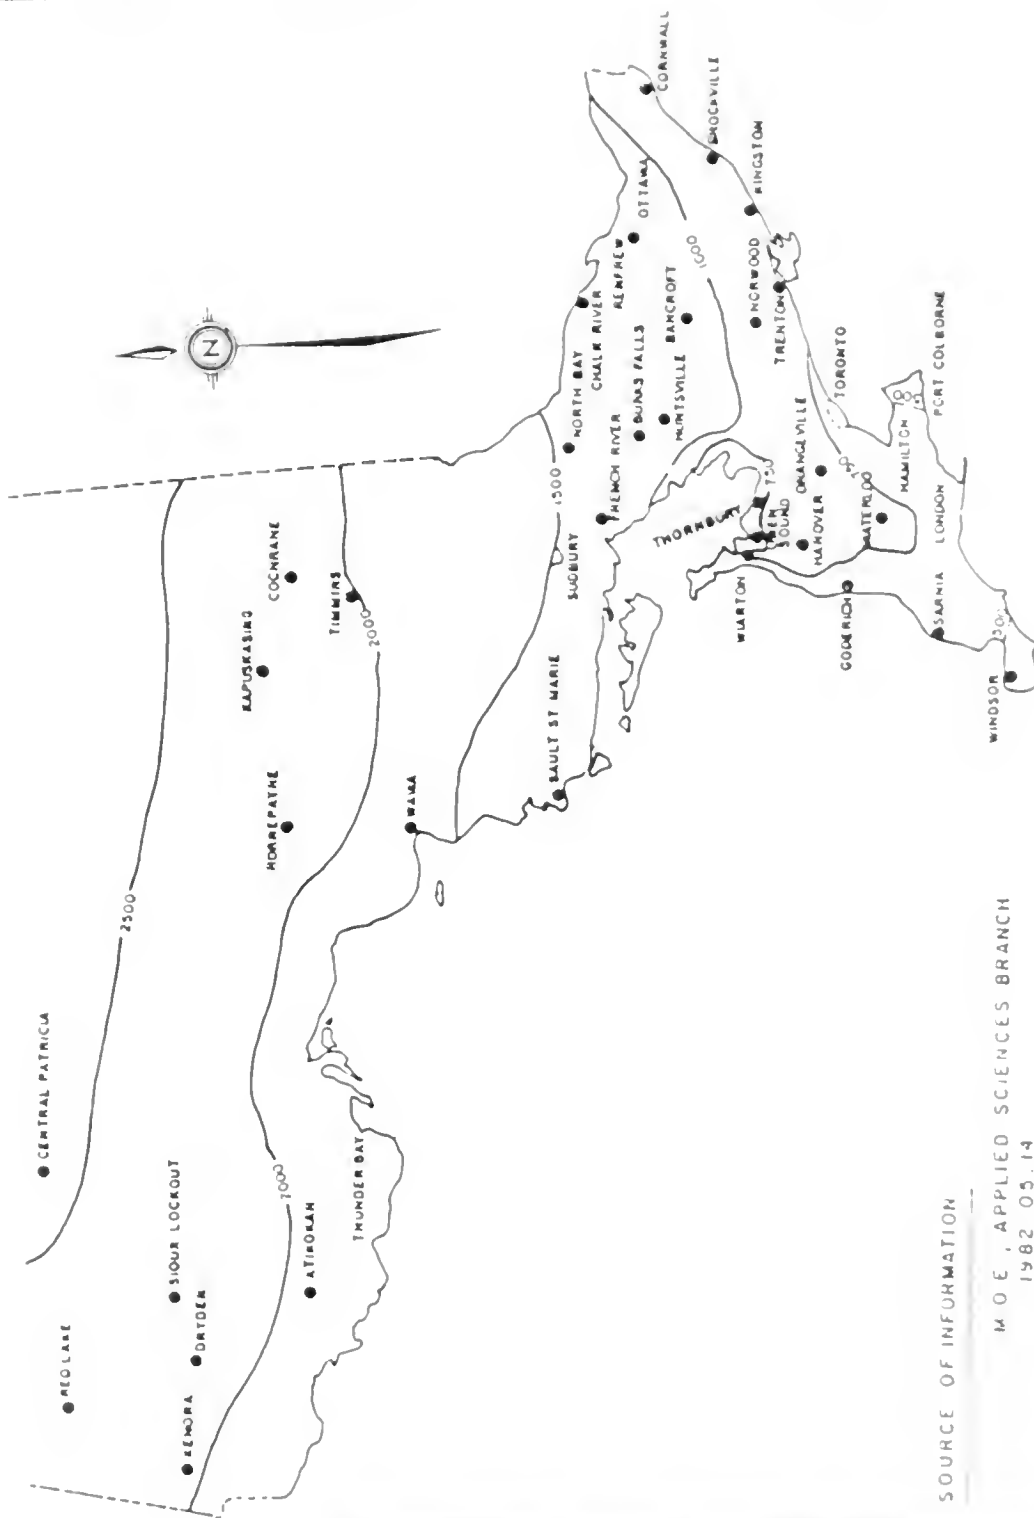 CENTRAL PATRICIA
RED LAKE
SIOUX LOCKOUT
DRYDEN
KENORA
ATIKOKAN
THUNDER BAY
2500
2000
2000
HORNEPAYNE
KAPUSKASING
COCHRANE
TIMMINS
WAWA
N
1500
SAULT ST MARIE
SUDBURY
NORTH BAY
FRENCH RIVER
CHALK RIVER
BURKS FALLS
HUNTSVILLE
RENFREW
BANCROFT
OTTAWA
1000
CORNWALL
BROCKVILLE
KINGSTON
NORWOOD
TRENTON
TORONTO
THORNBURY
750
OWEN
SOUND
WIARTON
HANOVER
ORANGEVILLE
WATERLOO
HAMILTON
GODERICH
SARNIA
LONDON
PORT COLBORNE
500
WINDSOR
SOURCE OF INFORMATION
M O E , APPLIED SCIENCES BRANCH
1982 05.14